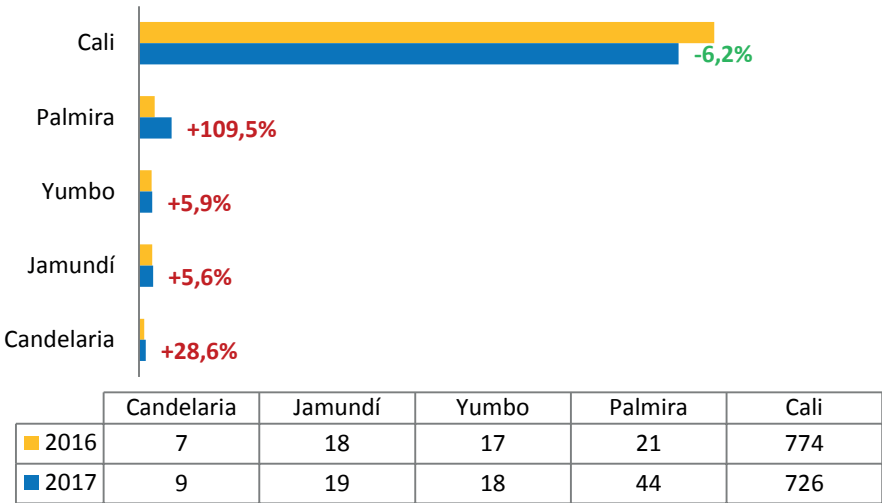 Cali
-6,2%
Palmira
+109,5%
Yumbo
+5,9%
Jamundí
+5,6%
Candelaria
+28,6%
Candelaria Jamundí Yumbo Palmira Cali
2016 7 18 17 21 774
2017 9 19 18 44 726